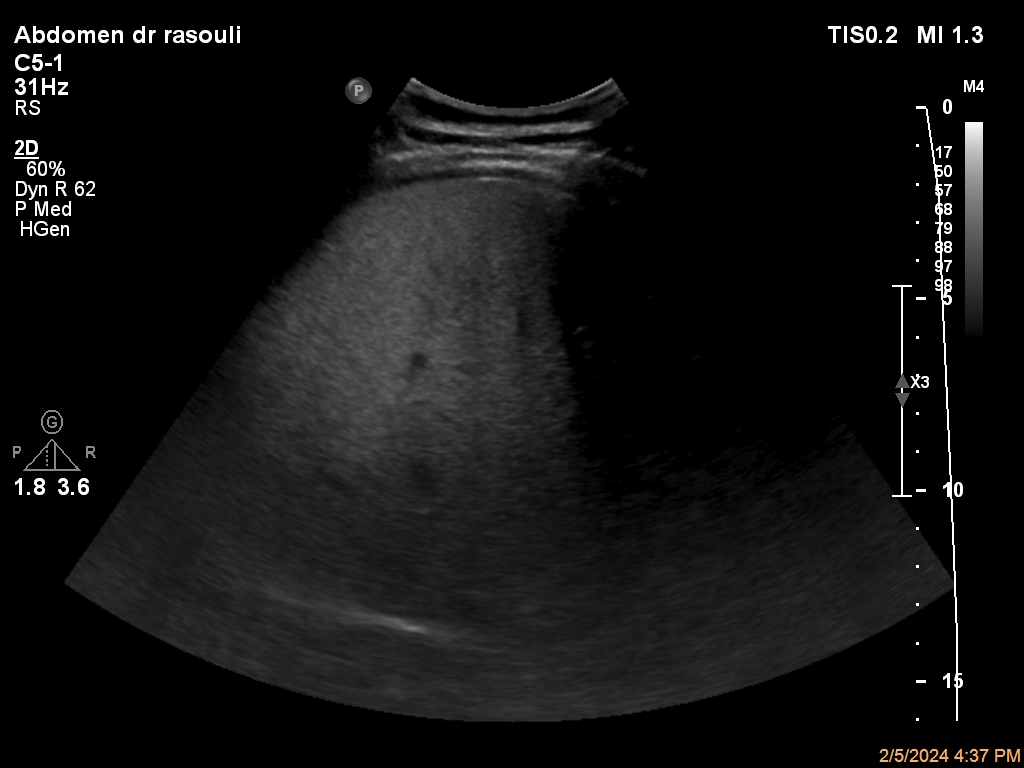 Abdomen dr rasouli
TIS0.2 MI 1.3
C5-1
31Hz
RS
2D
60%
Dyn R 62
P Med
HGen
P
M4
0
17
50
57
68
79
88
97
98
5
X3
G
P R
1.8 3.6
10
15
2/5/2024 4:37 PM